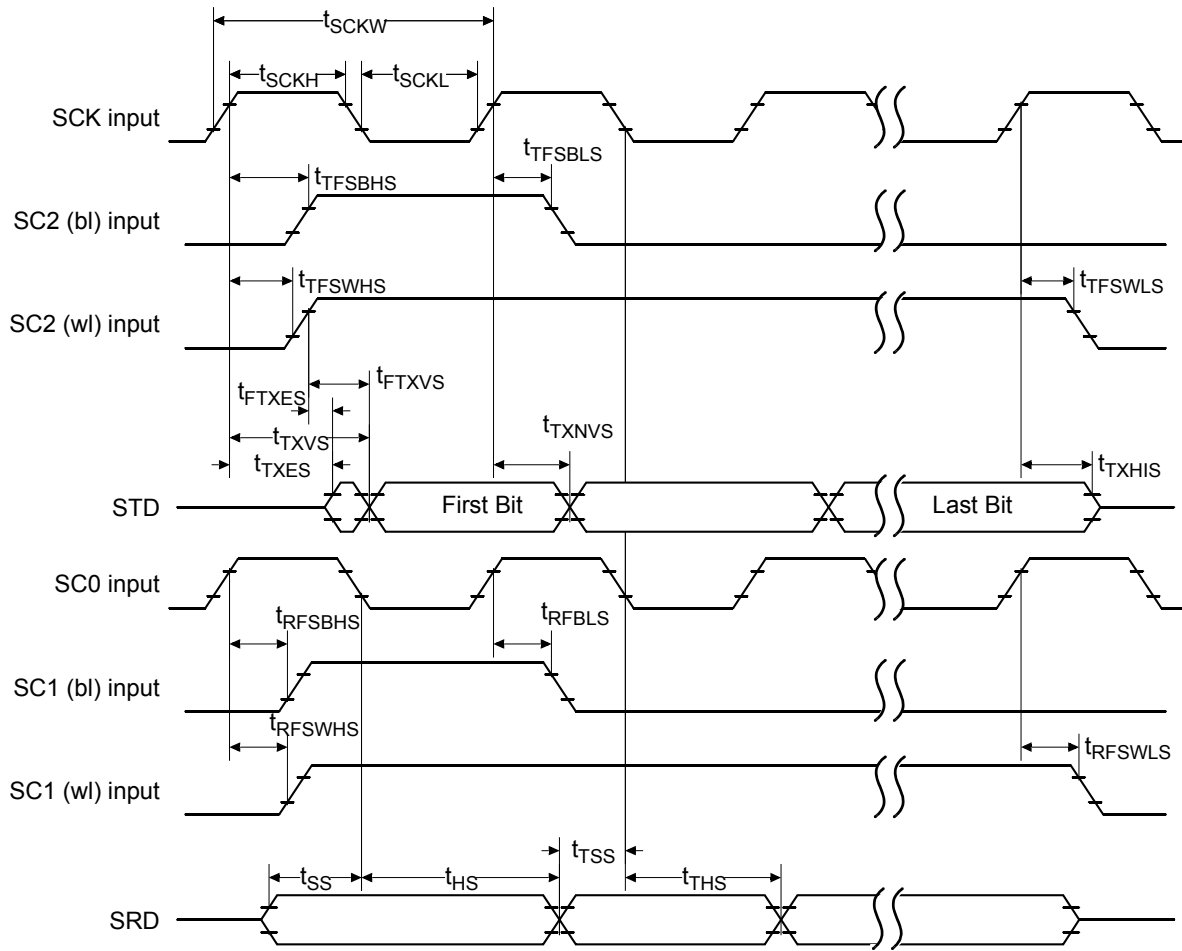 tSCKW
tSCKH
tSCKL
SCK input
tTFSBLS
tTFSBHS
SC2 (bl) input
tTFSWHS
tTFSWLS
SC2 (wl) input
tFTXVS
tFTXES
tTXVS
tTXNVS
tTXES
tTXHIS
STD
First Bit
Last Bit
SC0 input
tRFSBHS
tRFBLS
SC1 (bl) input
tRFSWHS
tRFSWLS
SC1 (wl) input
tTSS
tSS
tHS
tTHS
SRD